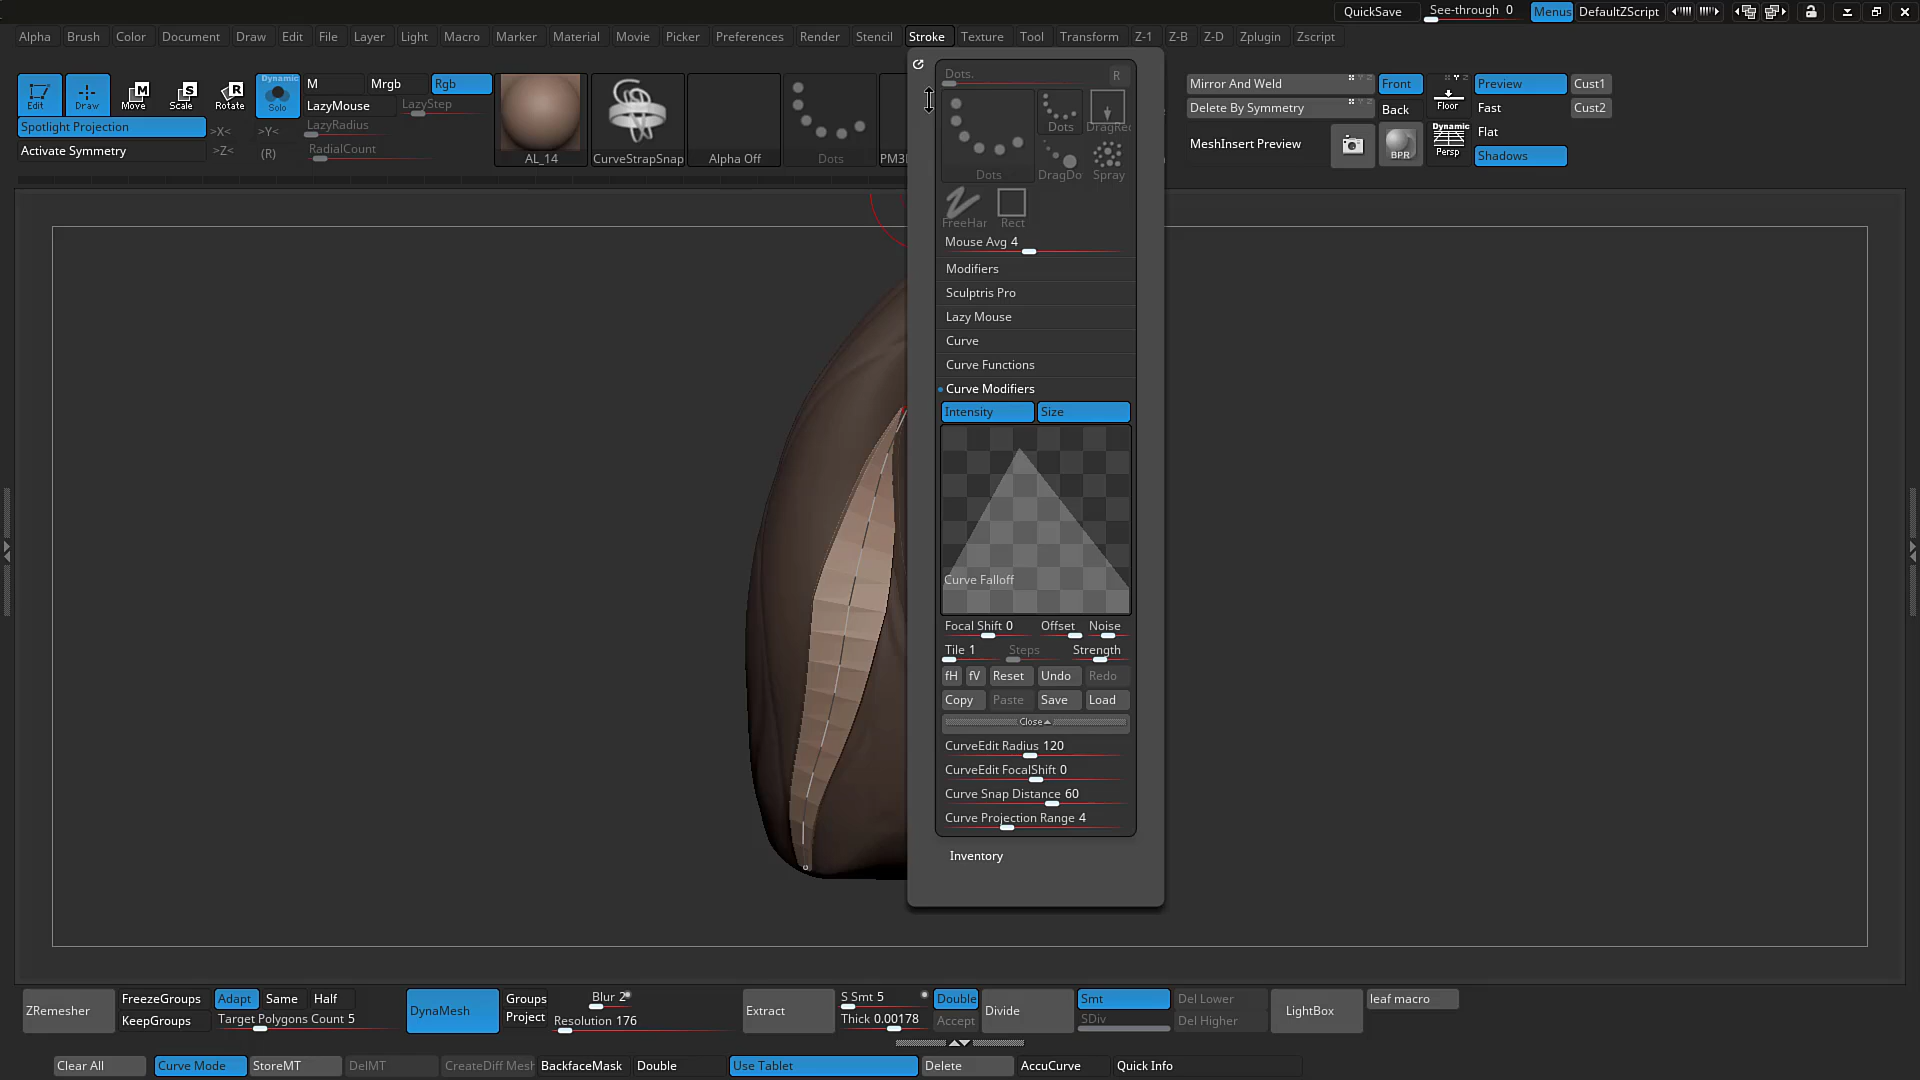 QuickSave See-through 0 Menus DefaultZScript
Alpha Brush Color Document Draw Edit File Layer Light Macro Marker Material Movie Picker Preferences Render Stencil Stroke Texture Tool Transform Z-1 Z-B Z-D Zplugin Zscript
Edit Draw Move Scale Rotate
Dynamic
Solo
M Mrgb Rgb
LazyMouse LazyStep
LazyRadius
RadialCount
Spotlight Projection
Activate Symmetry
>X< >Y<
>Z< (R)
AL_14 CurveStrapSnap Alpha Off Dots
Mirror And Weld
Delete By Symmetry
MeshInsert Preview
BPR
Front
Back
Floor
Dynamic
Persp
Preview
Fast
Flat
Shadows
Cust1
Cust2
Dots. R
Dots Dots
DragDo Spray
Rect
Mouse Avg 4
Modifiers
Sculptris Pro
Lazy Mouse
Curve
Curve Functions
Curve Modifiers
Intensity Size
Curve Falloff
Focal Shift 0 Offset Noise
Tile 1 Steps Strength
fH fV Reset Undo Redo
Copy Paste Save Load
Close
CurveEdit Radius 120
CurveEdit FocalShift 0
Curve Snap Distance 60
Curve Projection Range 4
Inventory
ZRemesher
FreezeGroups
KeepGroups
Adapt Same Half
Target Polygons Count 5
DynaMesh
Groups
Project
Blur 2
Resolution 176
Extract
S Smt 5
Thick 0.00178
Double
Accept
Divide
Smt
SDiv
Del Lower
Del Higher
LightBox
leaf macro
Clear All Curve Mode StoreMT DelMT CreateDiff Mesh BackfaceMask Double Use Tablet Delete AccuCurve Quick Info